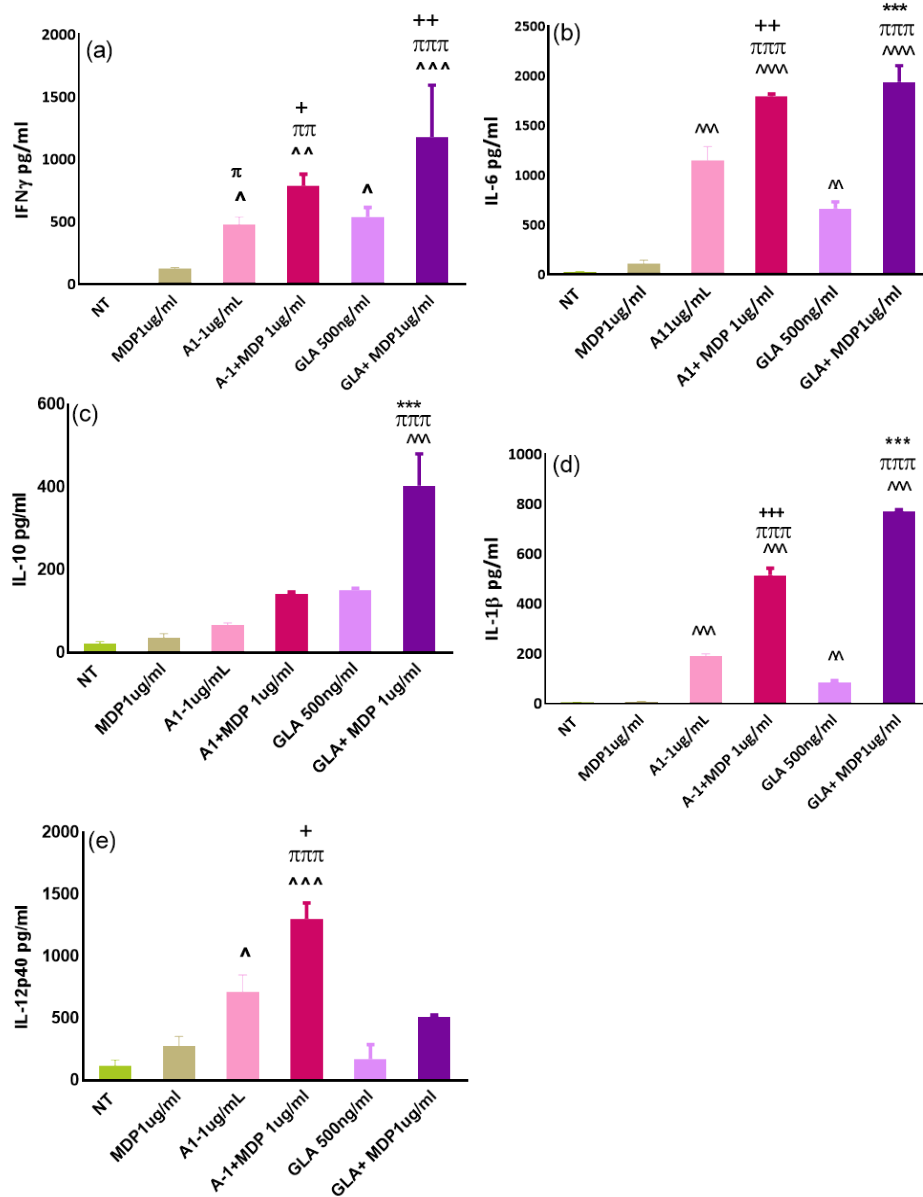 (a)
IFNγ pg/ml
2000
1500
1000
500
0
π
^
+
ππ
^^
^
++
πππ
^^^
NT
MDP1ug/ml
A1-1ug/mL
A-1+MDP 1ug/ml
GLA 500ng/ml
GLA+ MDP1ug/ml
(b)
IL-6 pg/ml
2500
2000
1500
1000
500
0
^^^
++
πππ
^^^^
^^
***
πππ
^^^^
NT
MDP1ug/ml
A11ug/mL
A1+ MDP 1ug/ml
GLA 500ng/ml
GLA+ MDP1ug/ml
(c)
IL-10 pg/ml
600
400
200
0
***
πππ
^^^
NT
MDP1ug/ml
A1-1ug/mL
A1+MDP 1ug/ml
GLA 500ng/ml
GLA+ MDP 1ug/ml
(d)
IL-1β pg/ml
1000
800
600
400
200
0
^^^
+++
πππ
^^^
^^
***
πππ
^^^
NT
MDP1ug/ml
A1-1ug/mL
A-1+MDP 1ug/ml
GLA 500ng/ml
GLA+ MDP1ug/ml
(e)
IL-12p40 pg/ml
2000
1500
1000
500
0
^
+
πππ
^^^
NT
MDP1ug/ml
A1-1ug/mL
A-1+MDP 1ug/ml
GLA 500ng/ml
GLA+ MDP1ug/ml